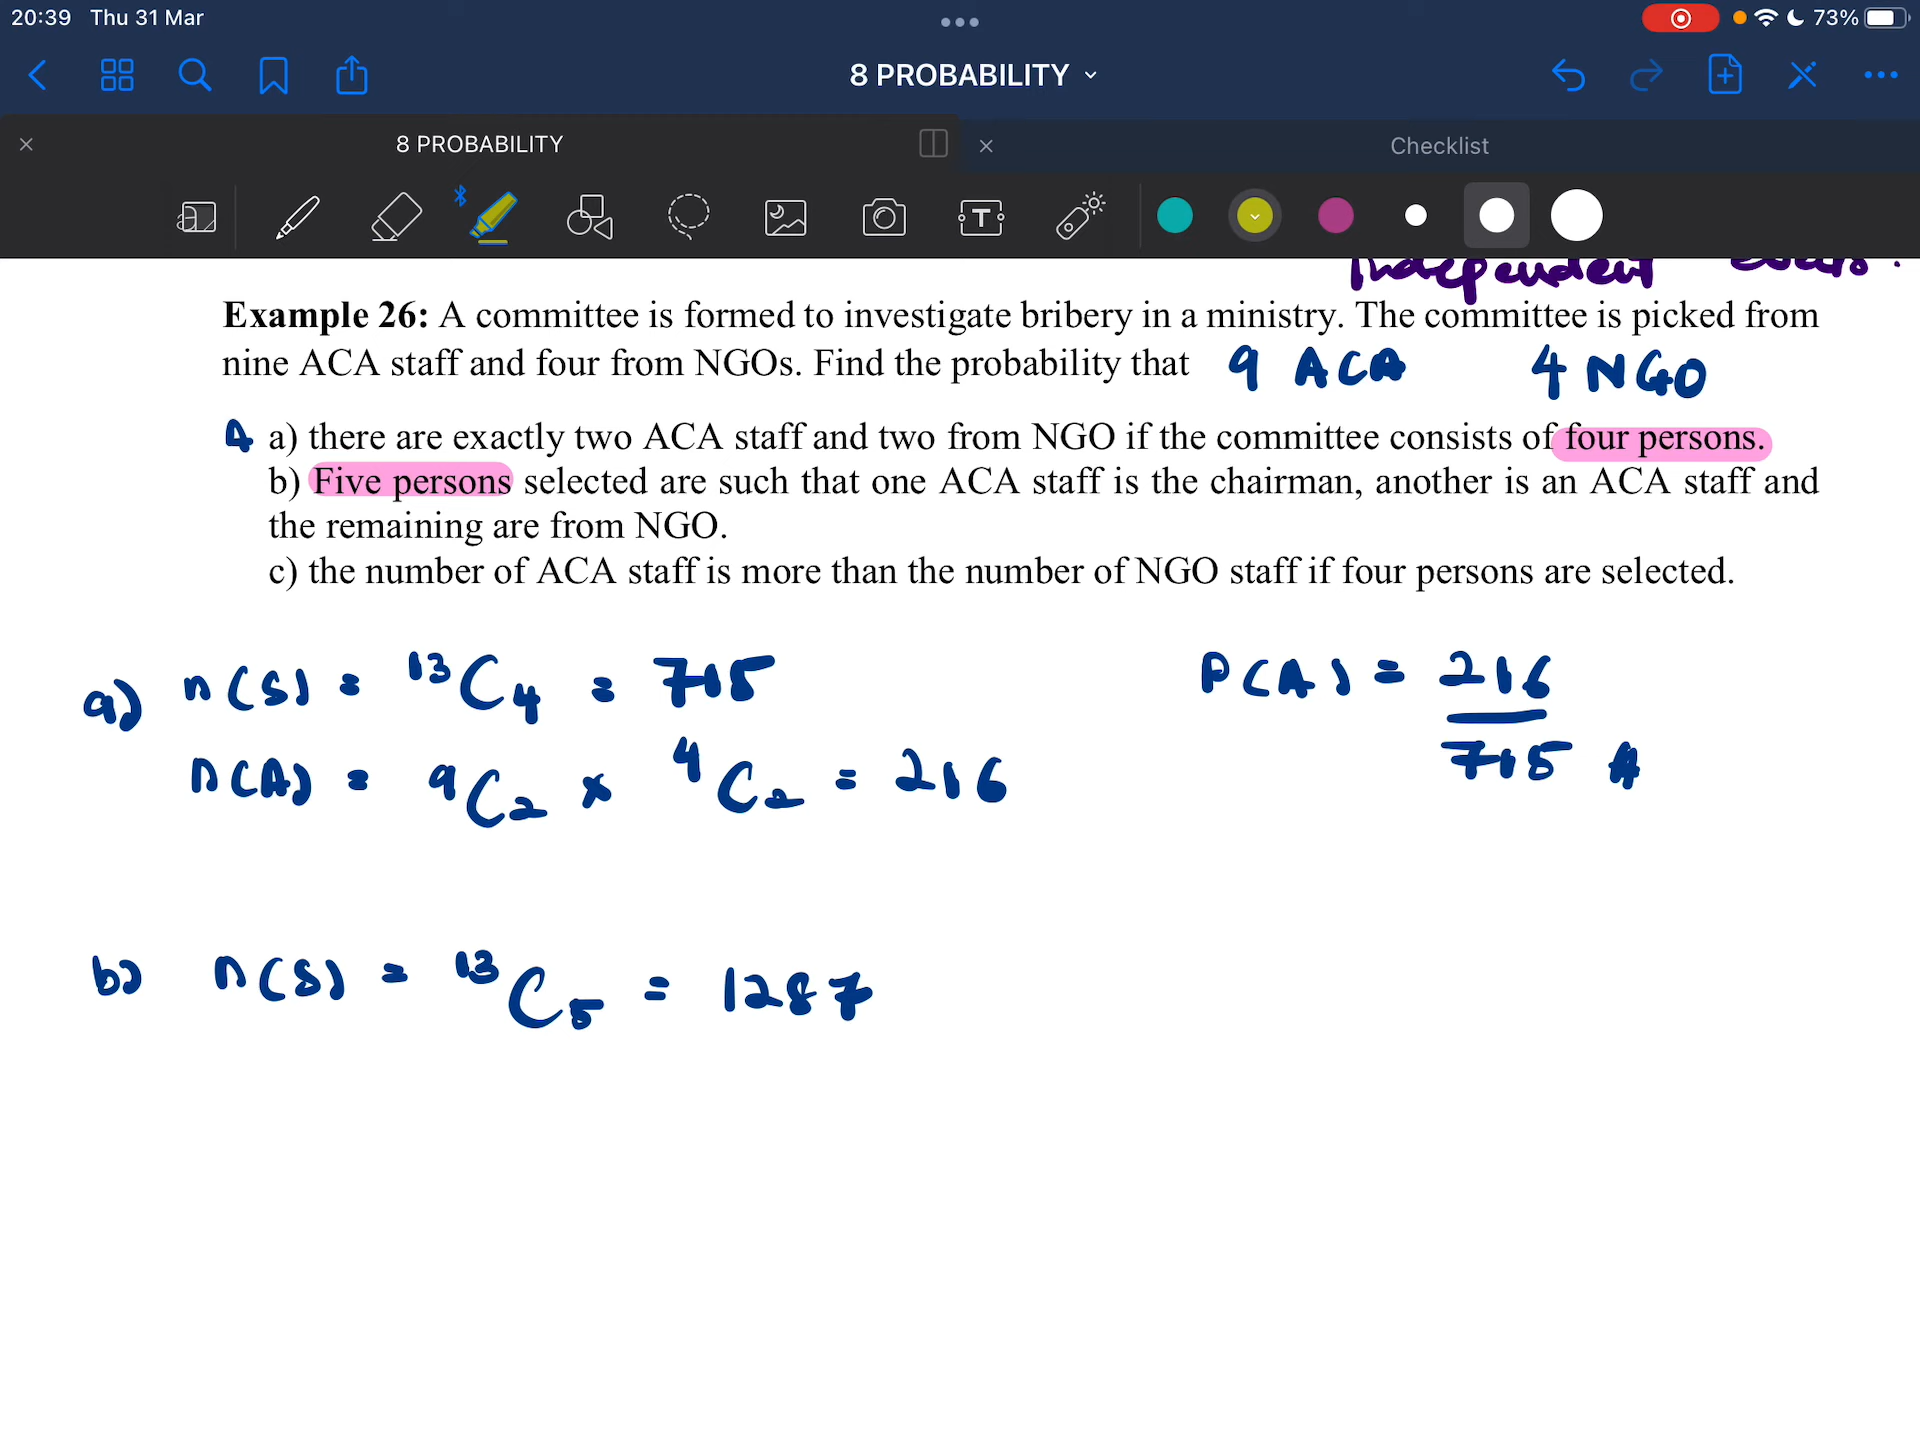 20:39 Thu 31 Mar
73%
8 PROBABILITY
8 PROBABILITY
Checklist
Independent events.
Example 26: A committee is formed to investigate bribery in a ministry. The committee is picked from
nine ACA staff and four from NGOs. Find the probability that 9 ACA 4 NGO
4 a) there are exactly two ACA staff and two from NGO if the committee consists of four persons.
b) Five persons selected are such that one ACA staff is the chairman, another is an ACA staff and
the remaining are from NGO.
c) the number of ACA staff is more than the number of NGO staff if four persons are selected.
a) n(S) = ¹³C₄ = 715
P(A) = 216/715
n(A) = ⁹C₂ × ⁴C₂ = 216
b) n(S) = ¹³C₅ = 1287